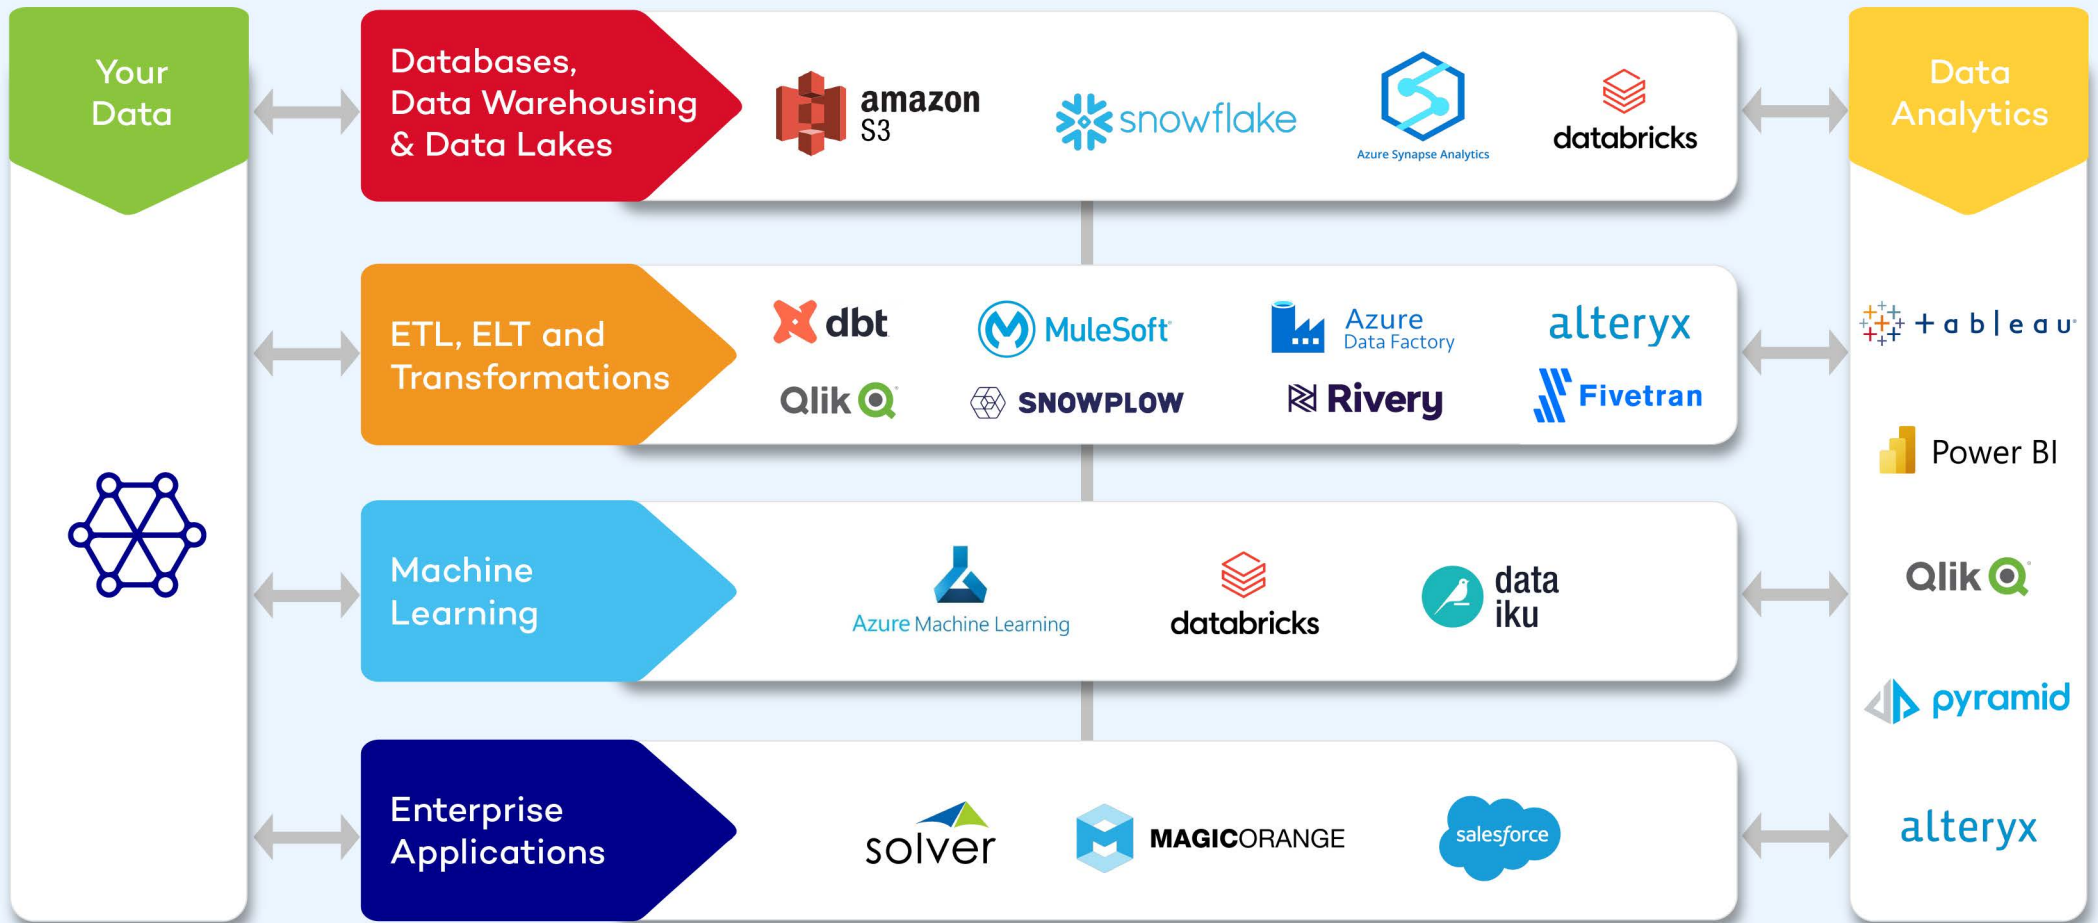 Your
Data
Databases,
Data Warehousing
& Data Lakes
amazon
S3
snowflake
Azure Synapse Analytics
databricks
Data
Analytics
ETL, ELT and
Transformations
dbt
MuleSoft
Azure
Data Factory
alteryx
Qlik
SNOWPLOW
Rivery
Fivetran
Machine
Learning
Azure Machine Learning
databricks
data
iku
Enterprise
Applications
solver
MAGICORANGE
salesforce
+ a b l e a u
Power BI
Qlik
pyramid
alteryx